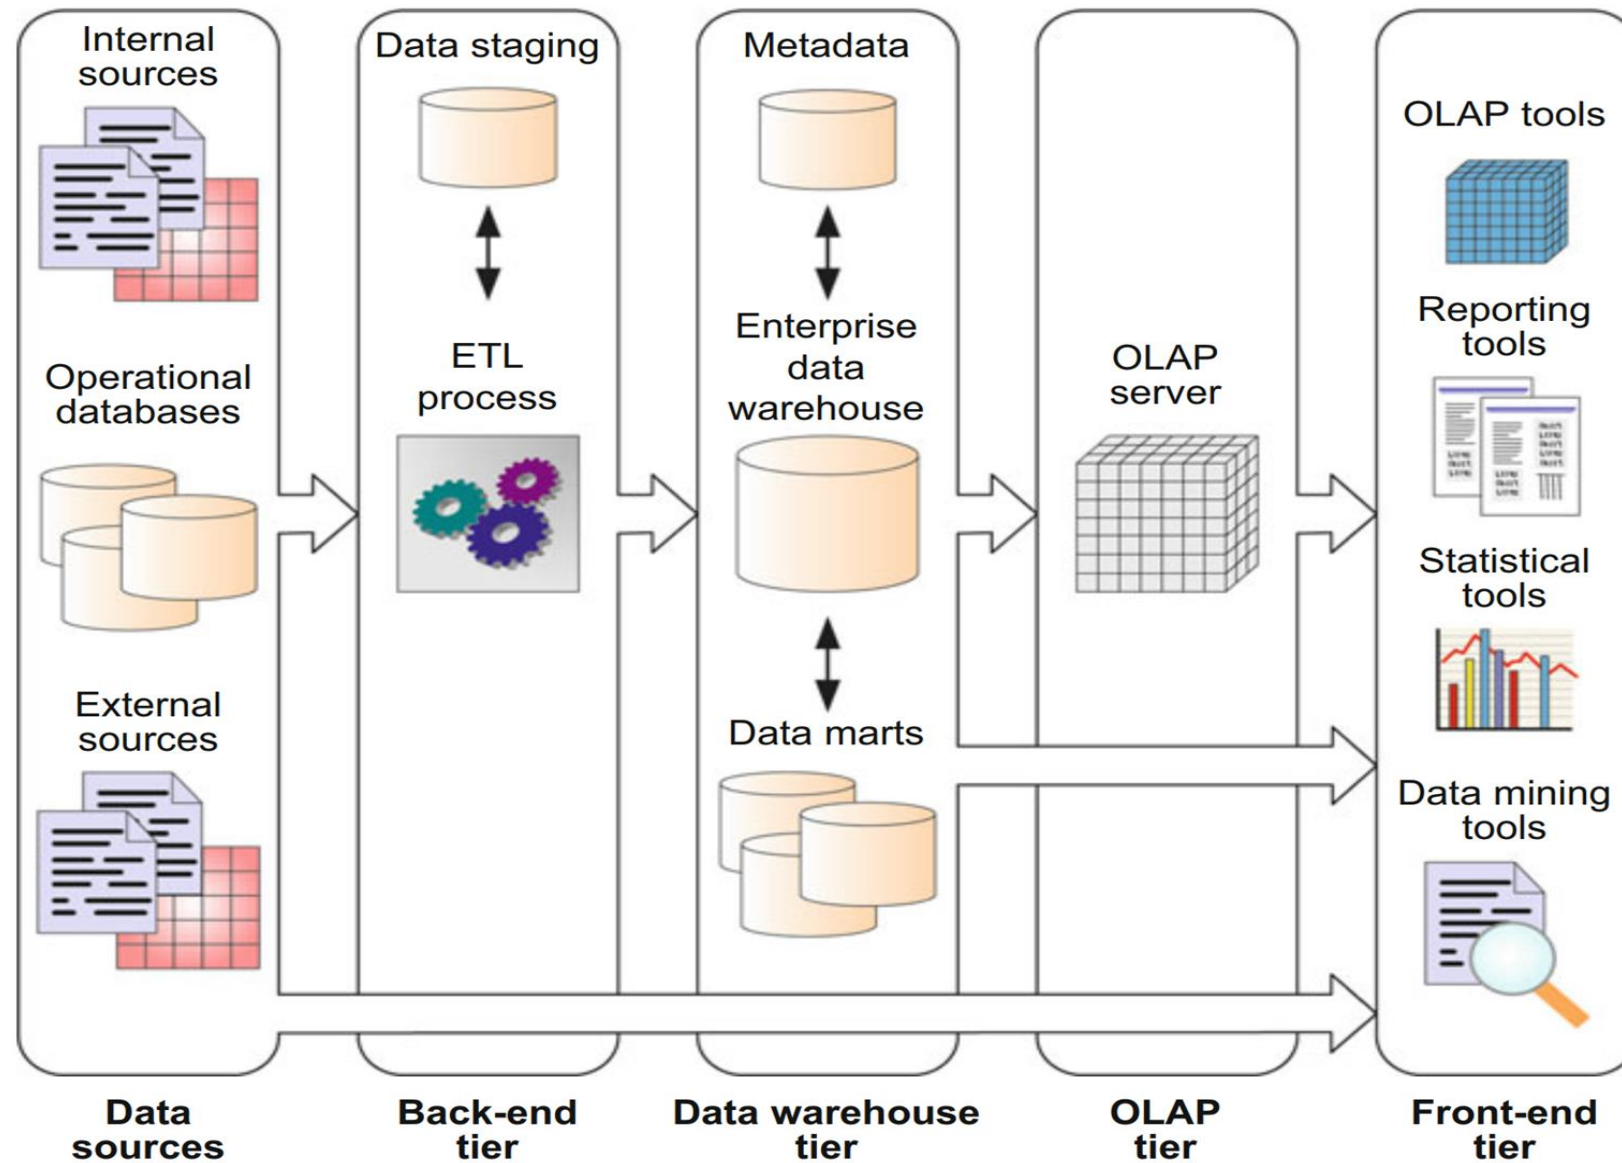 Internal
sources
Operational
databases
External
sources
Data staging
ETL
process
Metadata
Enterprise
data
warehouse
Data marts
OLAP
server
OLAP tools
Reporting
tools
Statistical
tools
Data mining
tools
Data
sources
Back-end
tier
Data warehouse
tier
OLAP
tier
Front-end
tier